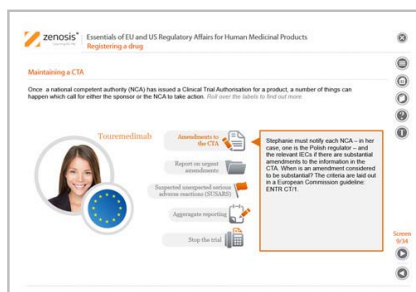 zenosis®
Essentials of EU and US Regulatory Affairs for Human Medicinal Products
Registering a drug
Maintaining a CTA
Once a national competent authority (NCA) has issued a Clinical Trial Authorisation for a product, a number of things can
happen which call for either the sponsor or the NCA to take action. Roll over the labels to find out more.
Touremedimab
Amendments to
the CTA
Report on urgent
amendments
Suspected unexpected serious
adverse reactions (SUSARS)
Aggregate reporting
Stop the trial
Stephanie must notify each NCA – in her
case, one is the Polish regulator – and
the relevant IECs if there are substantial
amendments to the information in the
CTA. When is an amendment considered
to be substantial? The criteria are laid out
in a European Commission guideline:
ENTR CT/1.
Screen
9/34